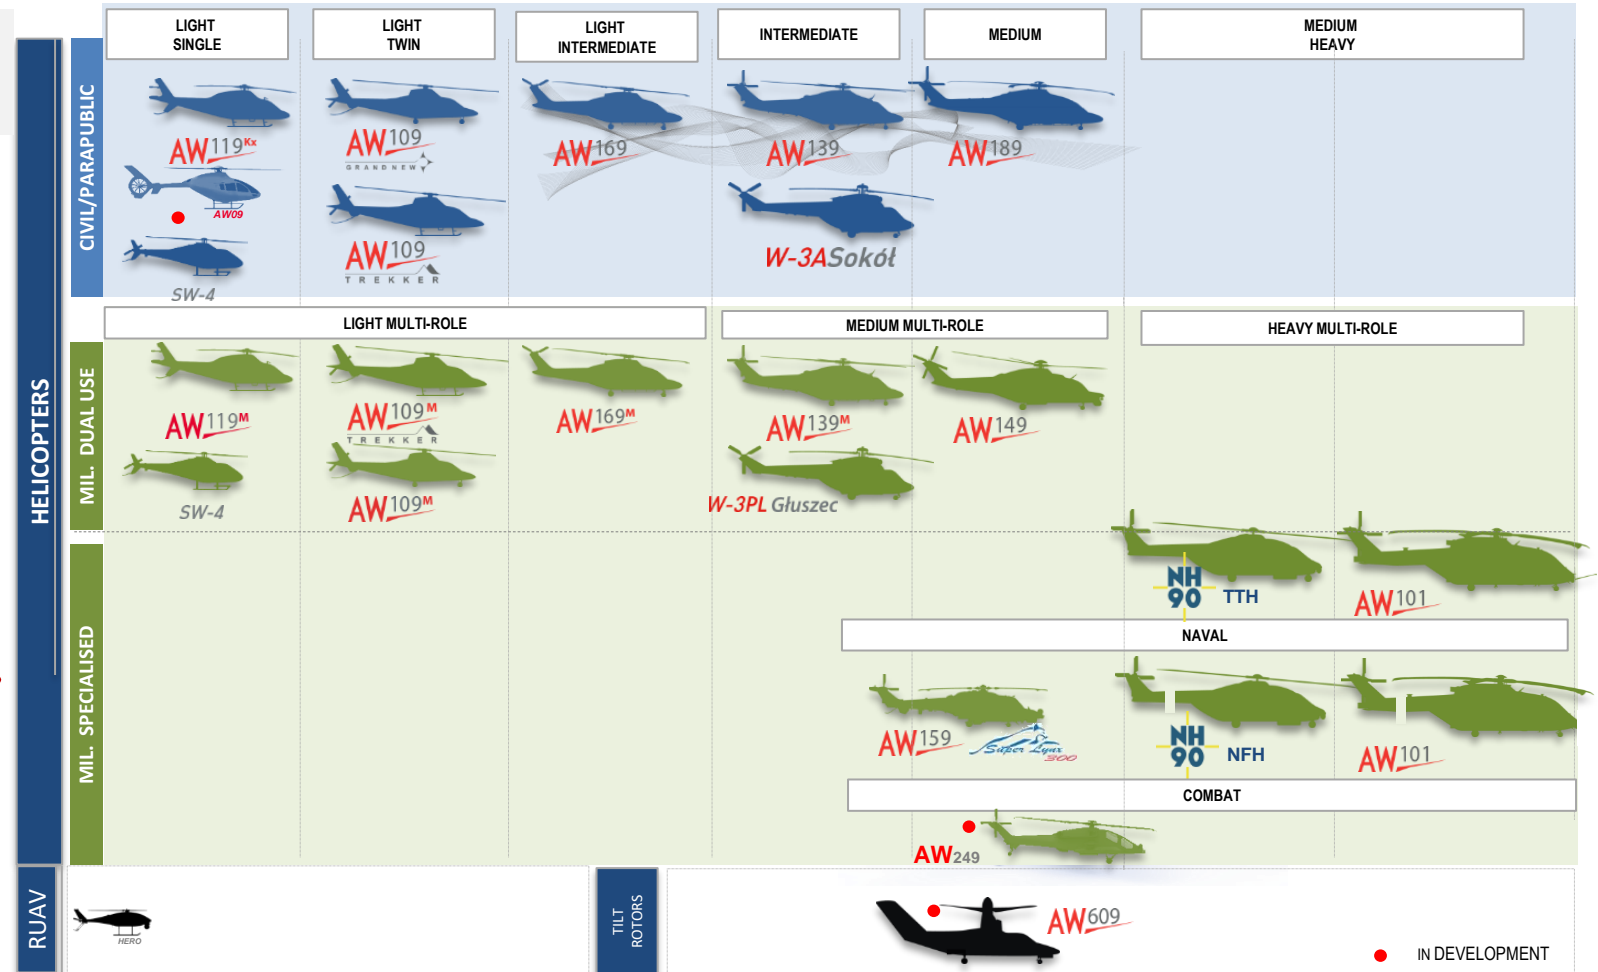 LIGHT
SINGLE
LIGHT
TWIN
LIGHT
INTERMEDIATE
INTERMEDIATE
MEDIUM
MEDIUM
HEAVY
HELICOPTERS
CIVIL/PARAPUBLIC
AW119Kx
AW109
GRANDNEW
AW169
AW139
AW189
AW09
SW-4
AW109
TREKKER
W-3A Sokół
LIGHT MULTI-ROLE
MEDIUM MULTI-ROLE
HEAVY MULTI-ROLE
MIL. DUAL USE
AW119M
AW109M
TREKKER
AW169M
AW139M
AW149
SW-4
AW109M
W-3PL Głuszec
MIL. SPECIALISED
NH
90 TTH
AW101
NAVAL
AW159
Super Lynx
300
NH
90 NFH
AW101
COMBAT
AW249
RUAV
HERO
TILT
ROTORS
AW609
IN DEVELOPMENT